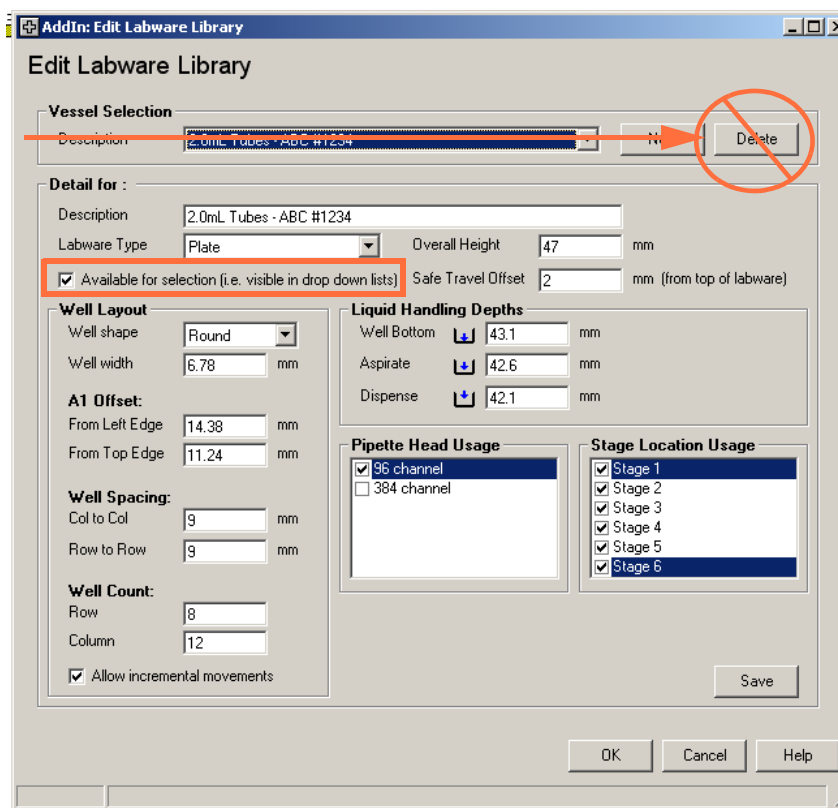 AddIn: Edit Labware Library
Edit Labware Library
Vessel Selection
Description 2.0mL Tubes - ABC #1234 Delete
Detail for :
Description 2.0mL Tubes - ABC #1234
Labware Type Plate Overall Height 47 mm
Available for selection (i.e. visible in drop down lists) Safe Travel Offset 2 mm (from top of labware)
Well Layout Liquid Handling Depths
Well shape Round Well Bottom 43.1 mm
Well width 6.78 mm Aspirate 42.6 mm
Dispense 42.1 mm
A1 Offset:
From Left Edge 14.38 mm
From Top Edge 11.24 mm
Pipette Head Usage Stage Location Usage
96 channel Stage 1
384 channel Stage 2
Stage 3
Stage 4
Stage 5
Stage 6
Well Spacing:
Col to Col 9 mm
Row to Row 9 mm
Well Count:
Row 8
Column 12
Allow incremental movements
Save
OK Cancel Help